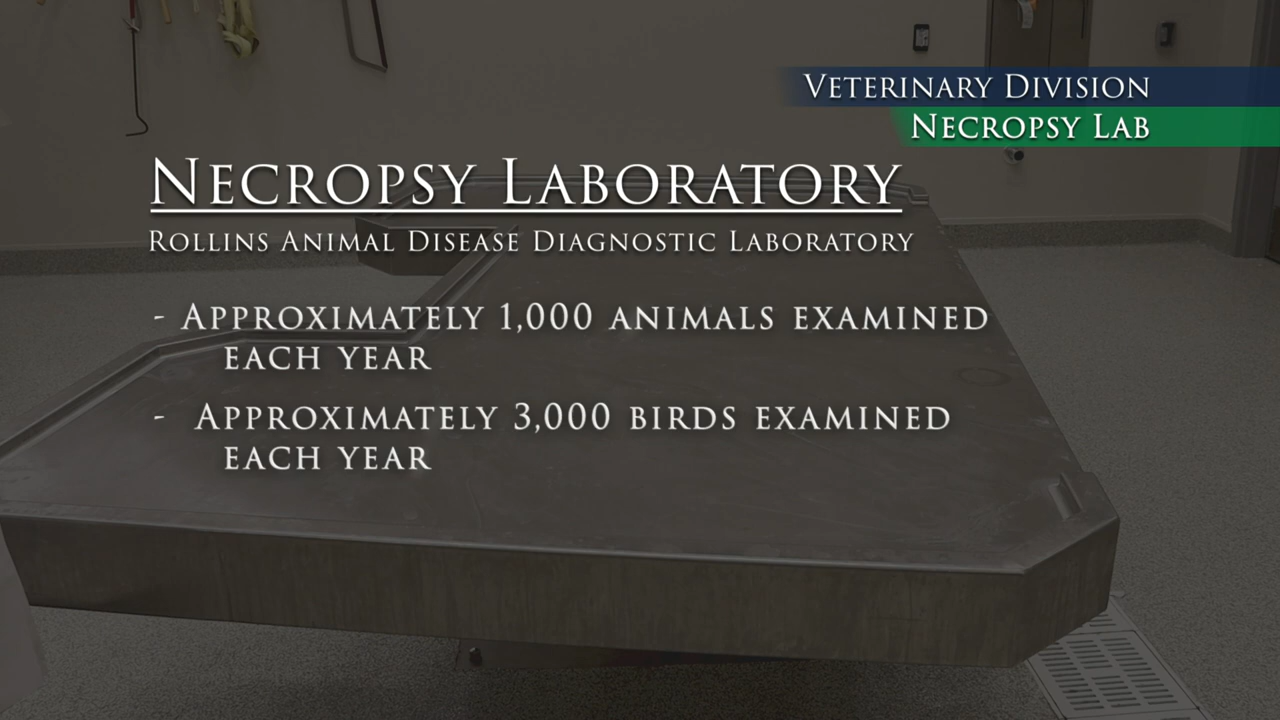 Veterinary Division
Necropsy Lab
Necropsy Laboratory
Rollins Animal Disease Diagnostic Laboratory
- Approximately 1,000 animals examined
each year
- Approximately 3,000 birds examined
each year